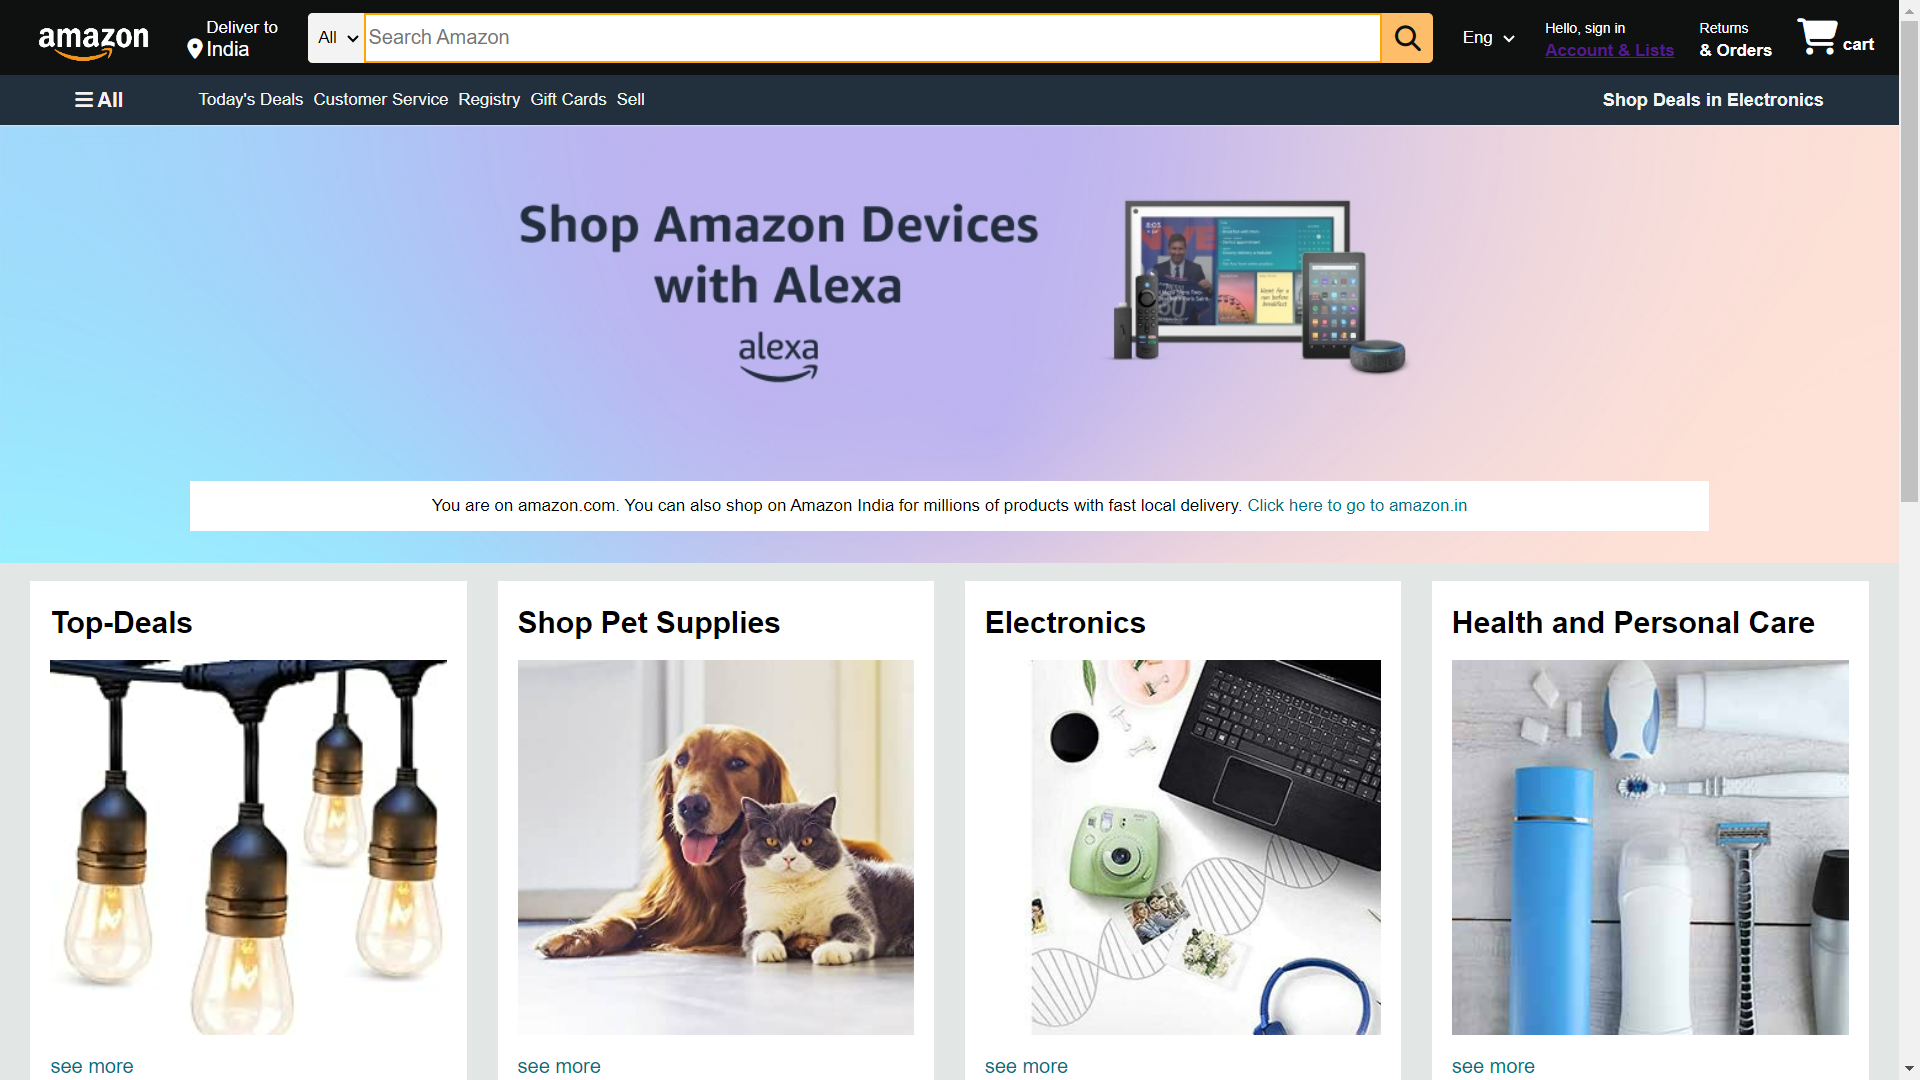 amazon
Deliver to
India
All
Search Amazon
Eng
Hello, sign in
Account & Lists
Returns
& Orders
cart
All
Today's Deals Customer Service Registry Gift Cards Sell
Shop Deals in Electronics
Shop Amazon Devices
with Alexa
alexa
8:05
You are on amazon.com. You can also shop on Amazon India for millions of products with fast local delivery. Click here to go to amazon.in
Top-Deals
Shop Pet Supplies
Electronics
Health and Personal Care
see more
see more
see more
see more